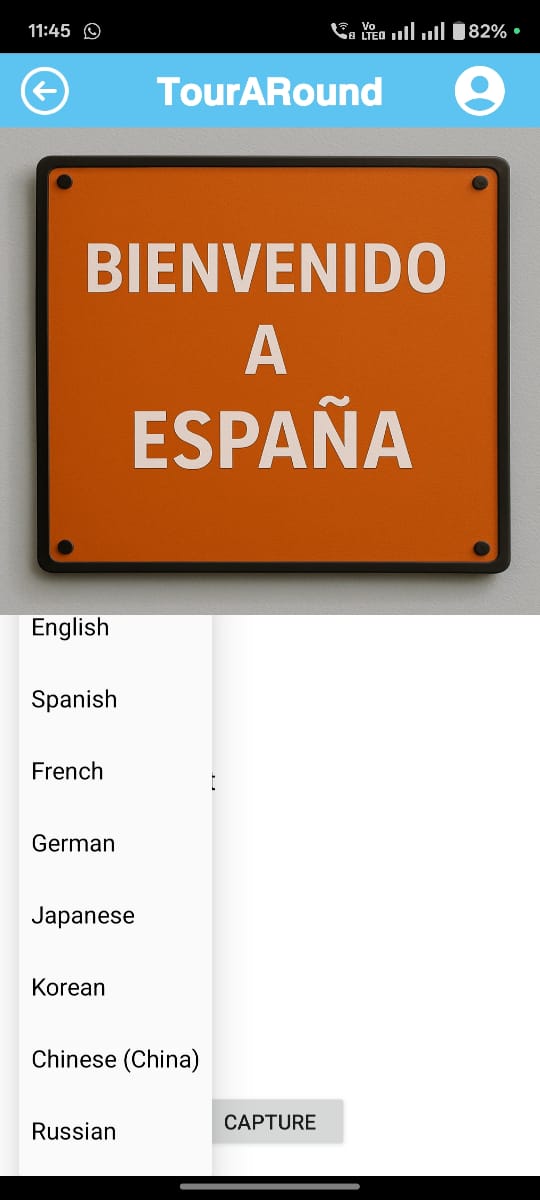 11:45
Vo
LTE
82%
TourARound
BIENVENIDO
A
ESPAÑA
English
Spanish
French
t
German
Japanese
Korean
Chinese (China)
CAPTURE
Russian